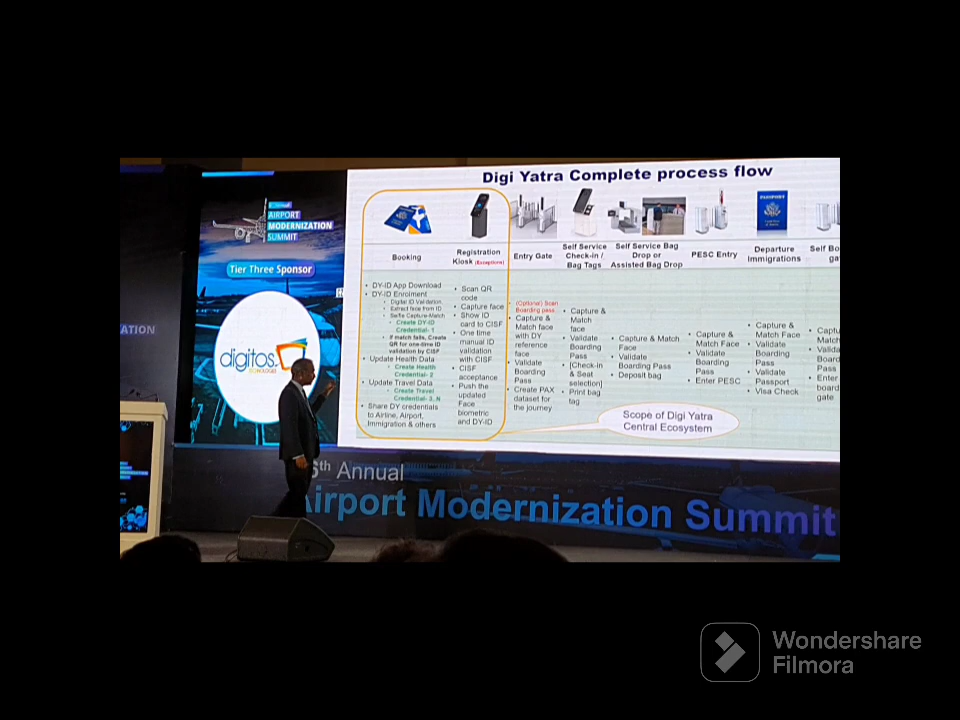 Digi Yatra Complete process flow
AIRPORT
MODERNIZATION
SUMMIT
Tier Three Sponsor
digitos
TECHNOLOGIES
Booking
Registration
Kiosk (Exceptions)
Entry Gate
Self Service
Check-in /
Bag Tags
Self Service Bag
Drop or
Assisted Bag Drop
PESC Entry
PASSPORT
Departure
Immigrations
Self Bo
gat
• DY-ID App Download
• DY-ID Enrolment
• Digital ID Validation,
• Extract face from ID
• Selfie Capture-Match
• Create DY-ID
Credential- 1
• If match fails, Create
QR for one-time ID
validation by CISF
• Update Health Data
• Create Health
Credential- 2
• Update Travel Data
• Create Travel
Credential- 3..N
• Share DY credentials
to Airline, Airport,
Immigration & others
• Scan QR
code
• Capture face
• Show ID
card to CISF
• One time
manual ID
validation
with CISF
• CISF
acceptance
• Push the
updated
Face
biometric
and DY-ID
• (Optional) Scan
Boarding pass
• Capture &
Match face
with DY
reference
face
• Validate
Boarding
Pass
• Create PAX
dataset for
the journey
• Capture &
Match
face
• Validate
Boarding
Pass
• [Check-in
& Seat
selection]
• Print bag
tag
• Capture & Match
Face
• Validate
Boarding Pass
• Deposit bag
• Capture &
Match Face
• Validate
Boarding
Pass
• Enter PESC
• Capture &
Match Face
• Validate
Boarding
Pass
• Validate
Passport
• Visa Check
• Captu
Match
• Valida
Board
Pass
• Enter
board
gate
Scope of Digi Yatra
Central Ecosystem
ZATION
6th Annual
Airport Modernization Summit
Wondershare
Filmora